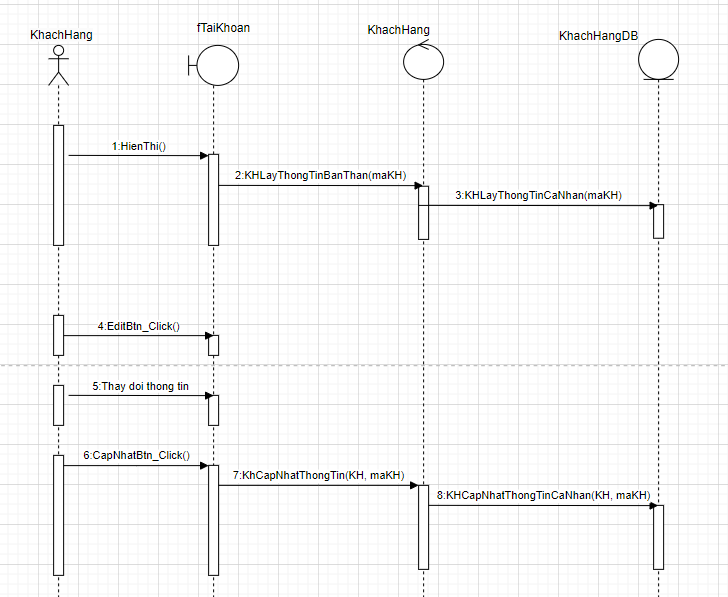 KhachHang
fTaiKhoan
KhachHang
KhachHangDB
1:HienThi()
2:KHLayThongTinBanThan(maKH)
3:KHLayThongTinCaNhan(maKH)
4:EditBtn_Click()
5:Thay doi thong tin
6:CapNhatBtn_Click()
7:KhCapNhatThongTin(KH, maKH)
8:KHCapNhatThongTinCaNhan(KH, maKH)